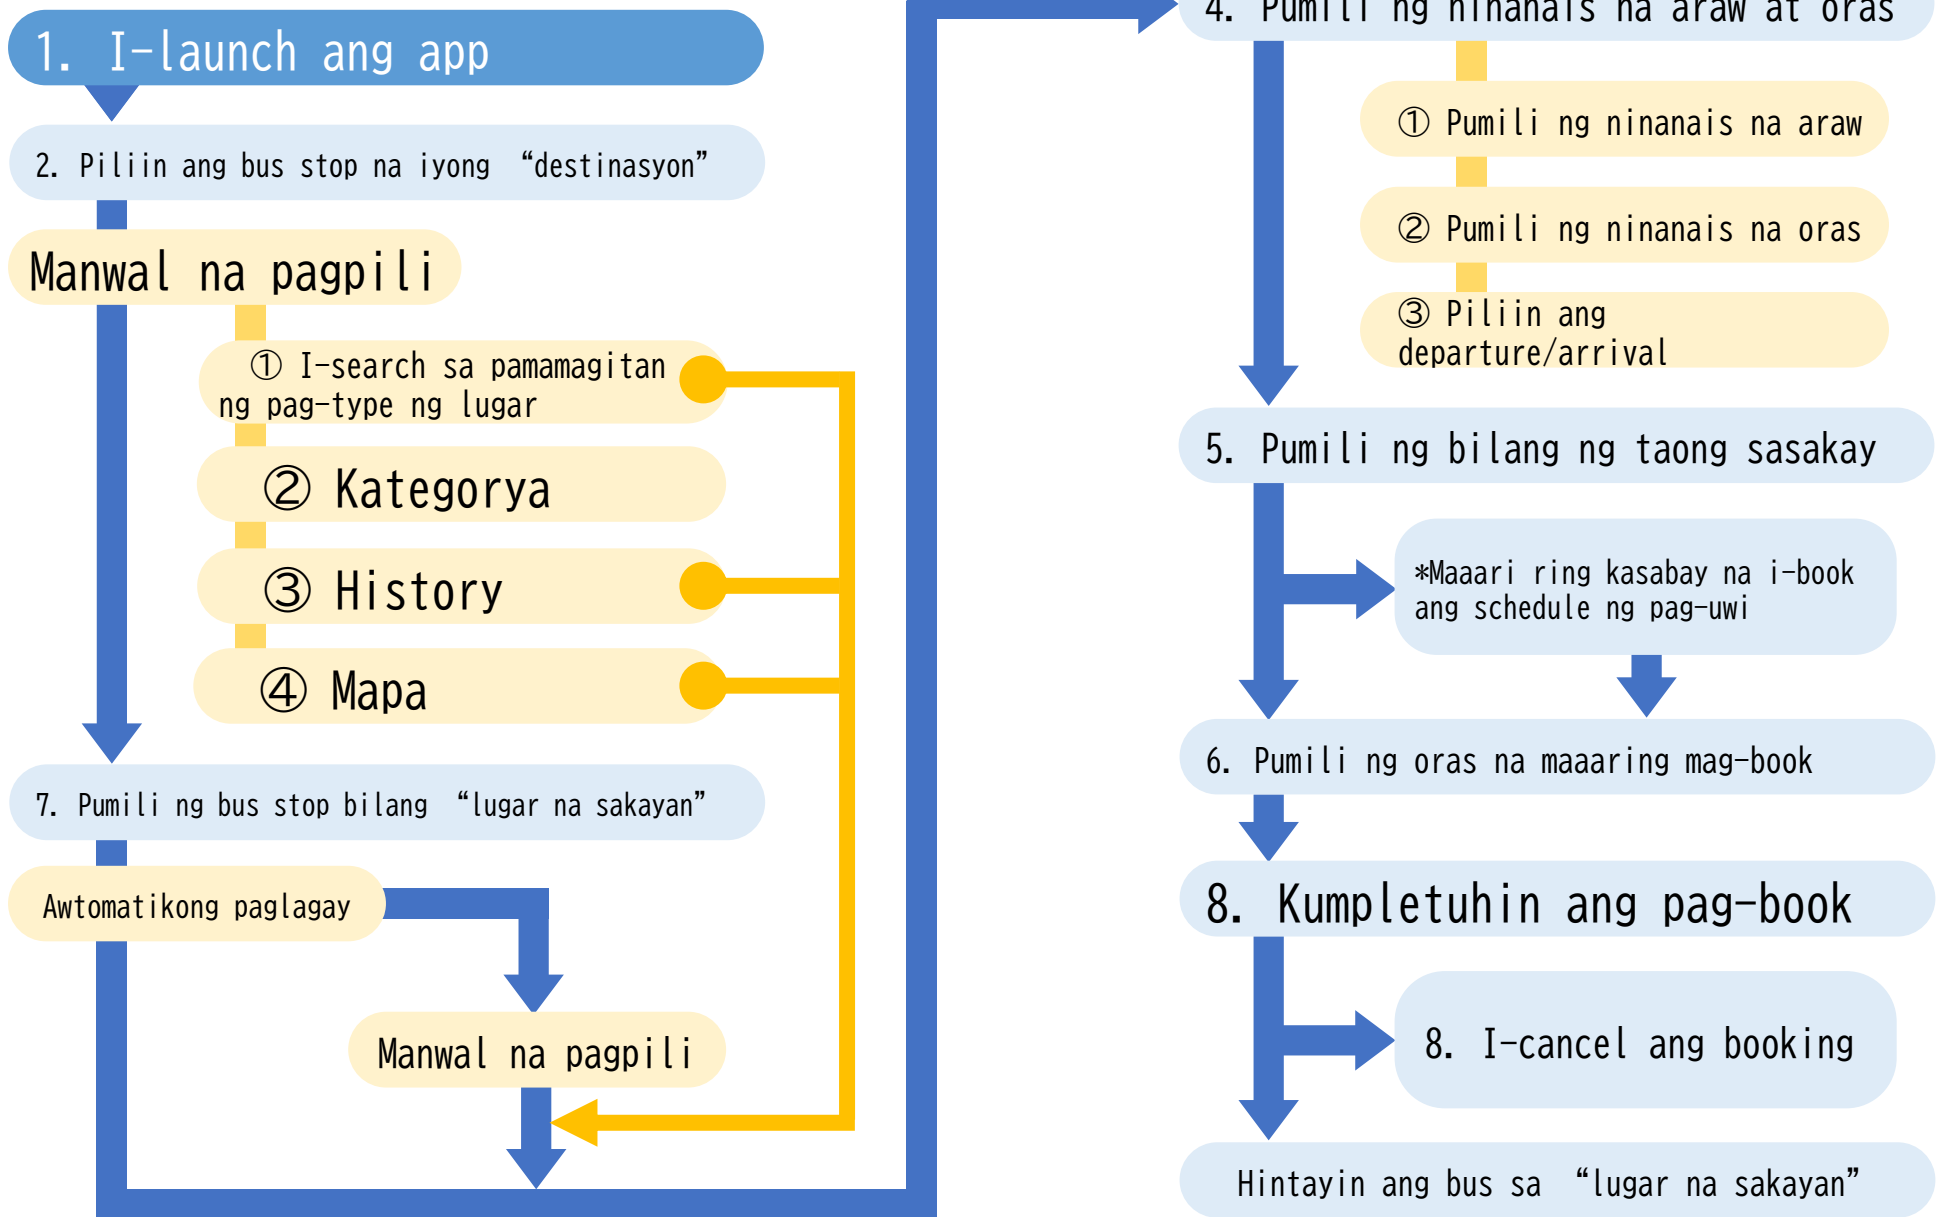 1. I-launch ang app
2. Piliin ang bus stop na iyong “destinasyon”
Manwal na pagpili
① I-search sa pamamagitan
ng pag-type ng lugar
② Kategorya
③ History
④ Mapa
7. Pumili ng bus stop bilang “lugar na sakayan”
Awtomatikong paglagay
Manwal na pagpili
4. Pumili ng ninanais na araw at oras
① Pumili ng ninanais na araw
② Pumili ng ninanais na oras
③ Piliin ang
departure/arrival
5. Pumili ng bilang ng taong sasakay
*Maaari ring kasabay na i-book
ang schedule ng pag-uwi
6. Pumili ng oras na maaaring mag-book
8. Kumpletuhin ang pag-book
8. I-cancel ang booking
Hintayin ang bus sa “lugar na sakayan”